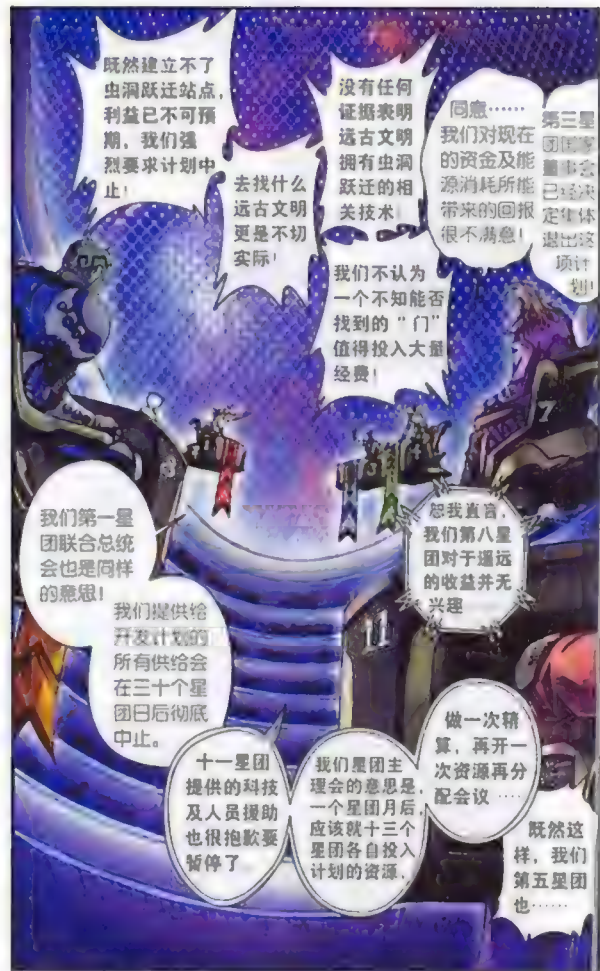 既然建立不了
虫洞跃迁站点，
利益已不可预
期，我们强
烈要求计划中
止！
去找什么
远古文明
更是不切
实际！
没有任何
证据表明
远古文明
拥有虫洞
跃迁的相
关技术！
我们不认为
一个不知能否
找到的“门”
值得投入大量
经费！
同意……
我们对现在
的资金及能
源消耗所能
带来的回报
很不满意！
第三星
团国家
董事会
已经决
定集体
退出这
项计
划！
7
我们第一星
团联合总统
会也是同样
的意思！
我们提供给
开发计划的
所有供给会
在三十个星
团日后彻底
中止。
恕我直言，
我们第八星
团对于遥远
的收益并无
兴趣
11
十一星团
提供的科技
及人员援助
也很抱歉要
暂停了
我们星团主
理会的意思是，
一个星团月后，
应该就十三个
星团各自投入
计划的资源，
做一次精
算，再开一
次资源再分
配会议……
既然这
样，我们
第五星团
也……